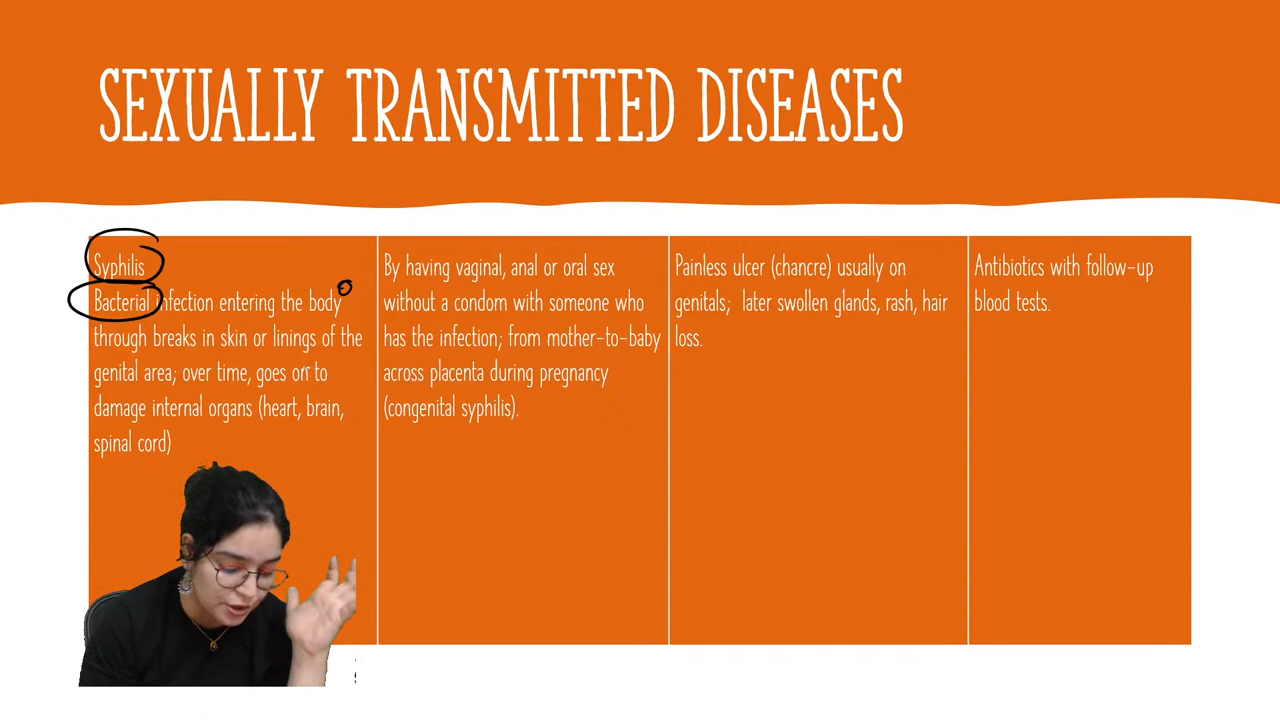 SEXUALLY TRANSMITTED DISEASES
Syphilis
Bacterial infection entering the body
through breaks in skin or linings of the
genital area; over time, goes on to
damage internal organs (heart, brain,
spinal cord)
By having vaginal, anal or oral sex
without a condom with someone who
has the infection; from mother-to-baby
across placenta during pregnancy
(congenital syphilis).
Painless ulcer (chancre) usually on
genitals; later swollen glands, rash, hair
loss.
Antibiotics with follow-up
blood tests.